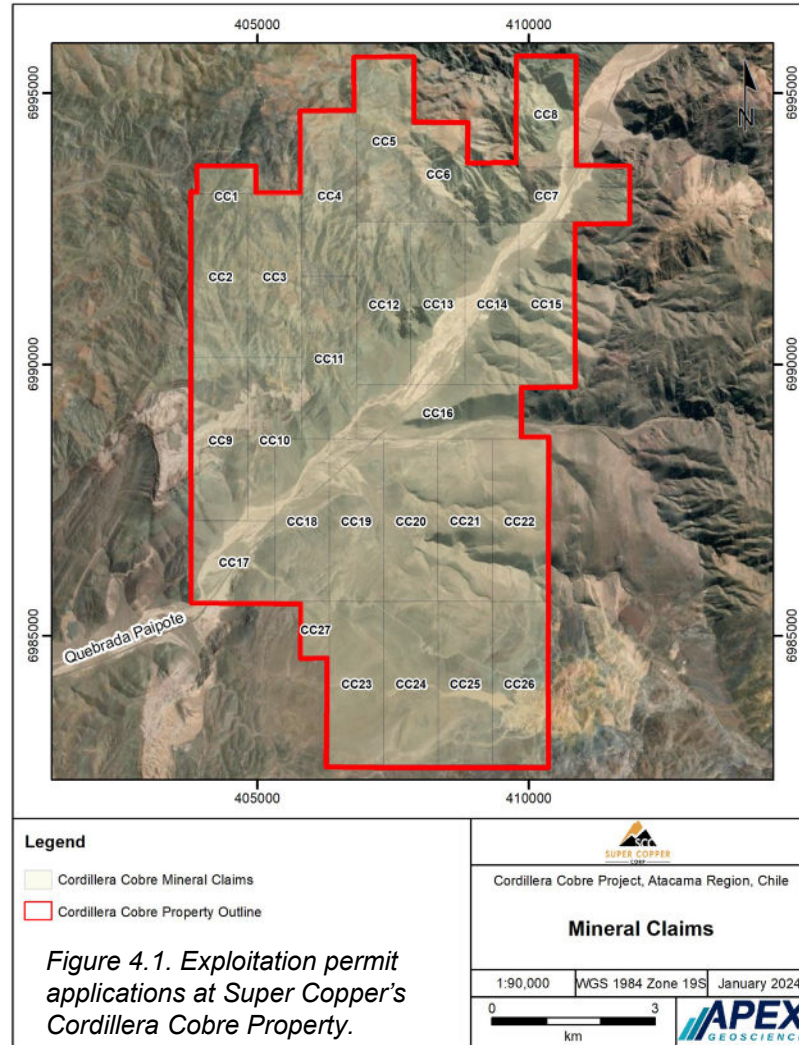 405000
410000
6995000
6995000
N
CC8
CC5
CC6
CC1
CC4
CC7
CC2
CC3
CC12
CC13
CC14
CC15
6990000
6990000
CC11
CC16
CC9
CC10
CC18
CC19
CC20
CC21
CC22
CC17
6985000
6985000
CC27
Quebrada Paipote
CC23
CC24
CC25
CC26
405000
410000
Legend
Cordillera Cobre Mineral Claims
Cordillera Cobre Property Outline
Figure 4.1. Exploitation permit
applications at Super Copper's
Cordillera Cobre Property.
SCC
SUPER COPPER
CORP
Cordillera Cobre Project, Atacama Region, Chile
Mineral Claims
1:90,000
WGS 1984 Zone 19S
January 2024
0
3
km
APEX
GEOSCIENCE